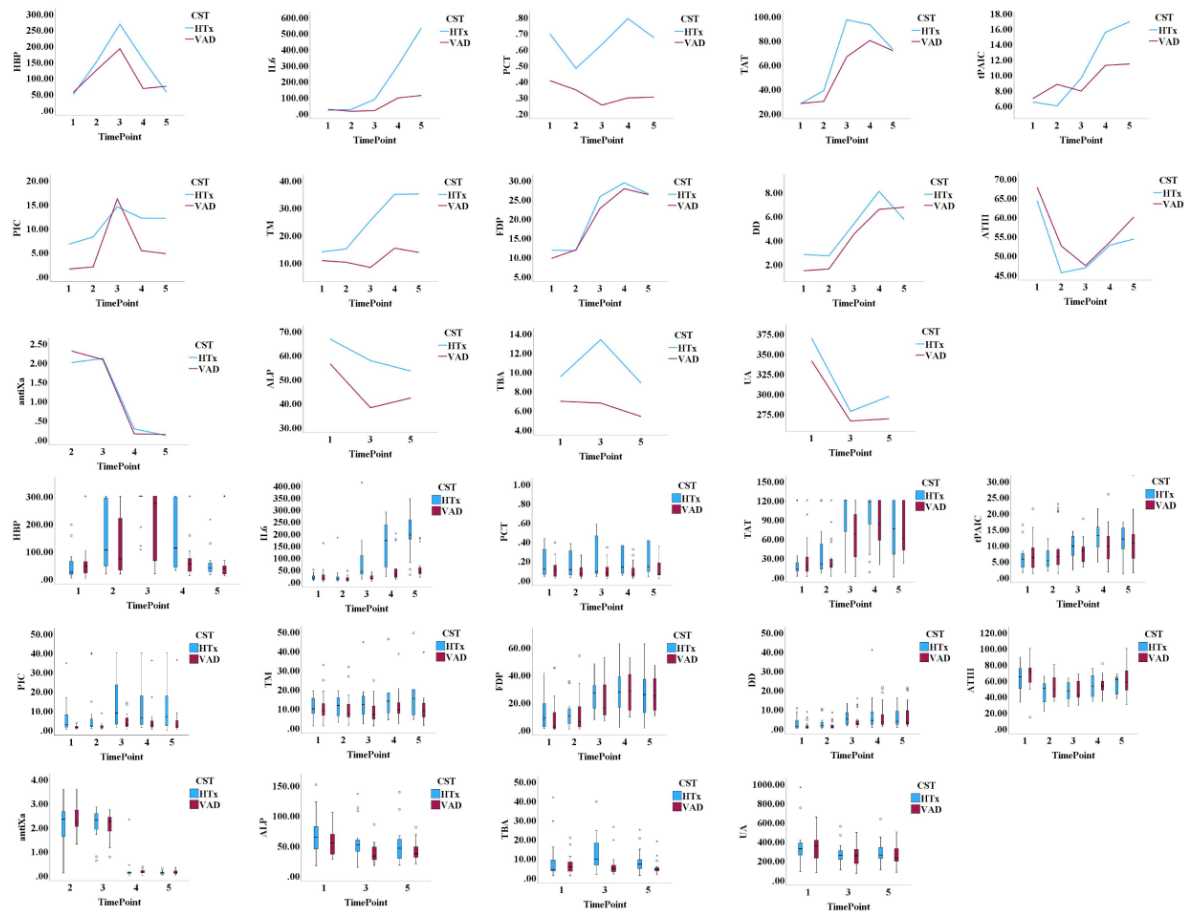 HBP
300.00
250.00
200.00
150.00
100.00
50.00
.00
1 2 3 4 5
TimePoint
CST
HTx
VAD
IL6
600.00
500.00
400.00
300.00
200.00
100.00
.00
1 2 3 4 5
TimePoint
CST
HTx
VAD
PCT
.80
.70
.60
.50
.40
.30
.20
1 2 3 4 5
TimePoint
CST
HTx
VAD
TAT
100.00
80.00
60.00
40.00
20.00
1 2 3 4 5
TimePoint
CST
HTx
VAD
tPAIC
18.00
16.00
14.00
12.00
10.00
8.00
6.00
1 2 3 4 5
TimePoint
CST
HTx
VAD
PIC
20.00
15.00
10.00
5.00
.00
1 2 3 4 5
TimePoint
CST
HTx
VAD
TM
40.00
30.00
20.00
10.00
1 2 3 4 5
TimePoint
CST
HTx
VAD
FDP
30.00
25.00
20.00
15.00
10.00
5.00
1 2 3 4 5
TimePoint
CST
HTx
VAD
DD
8.00
6.00
4.00
2.00
1 2 3 4 5
TimePoint
CST
HTx
VAD
ATIII
70.00
65.00
60.00
55.00
50.00
45.00
1 2 3 4 5
TimePoint
CST
HTx
VAD
antiXa
2.50
2.00
1.50
1.00
.50
.00
2 3 4 5
TimePoint
CST
HTx
VAD
ALP
70.00
60.00
50.00
40.00
30.00
1 3 5
TimePoint
CST
HTx
VAD
TBA
14.00
12.00
10.00
8.00
6.00
4.00
1 3 5
TimePoint
CST
HTx
VAD
UA
375.00
350.00
325.00
300.00
275.00
1 3 5
TimePoint
CST
HTx
VAD
HBP
300.00
200.00
100.00
.00
1 2 3 4 5
TimePoint
CST
HTx
VAD
IL6
400.00
350.00
300.00
250.00
200.00
150.00
100.00
50.00
.00
1 2 3 4 5
TimePoint
CST
HTx
VAD
PCT
1.00
.80
.60
.40
.20
.00
1 2 3 4 5
TimePoint
CST
HTx
VAD
TAT
150.00
120.00
90.00
60.00
30.00
.00
1 2 3 4 5
TimePoint
CST
HTx
VAD
tPAIC
30.00
25.00
20.00
15.00
10.00
5.00
.00
1 2 3 4 5
TimePoint
CST
HTx
VAD
PIC
50.00
40.00
30.00
20.00
10.00
.00
1 2 3 4 5
TimePoint
CST
HTx
VAD
TM
50.00
40.00
30.00
20.00
10.00
.00
1 2 3 4 5
TimePoint
CST
HTx
VAD
FDP
60.00
40.00
20.00
.00
1 2 3 4 5
TimePoint
CST
HTx
VAD
DD
50.00
40.00
30.00
20.00
10.00
.00
1 2 3 4 5
TimePoint
CST
HTx
VAD
ATIII
120.00
100.00
80.00
60.00
40.00
20.00
.00
1 2 3 4 5
TimePoint
CST
HTx
VAD
antiXa
4.00
3.00
2.00
1.00
.00
2 3 4 5
TimePoint
CST
HTx
VAD
ALP
150.00
100.00
50.00
.00
1 3 5
TimePoint
CST
HTx
VAD
TBA
50.00
40.00
30.00
20.00
10.00
.00
1 3 5
TimePoint
CST
HTx
VAD
UA
1000.00
800.00
600.00
400.00
200.00
.00
1 3 5
TimePoint
CST
HTx
VAD